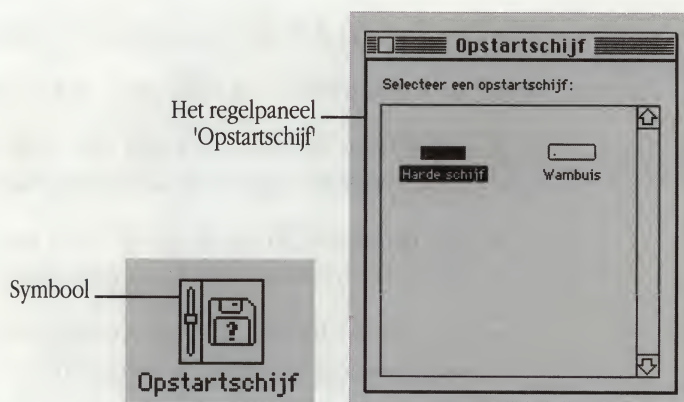 Opstartschijf
Selecteer een opstartschijf:
Het regelpaneel
'Opstartschijf'
Harde schijf
Wambuis
Symbool
?
Opstartschijf